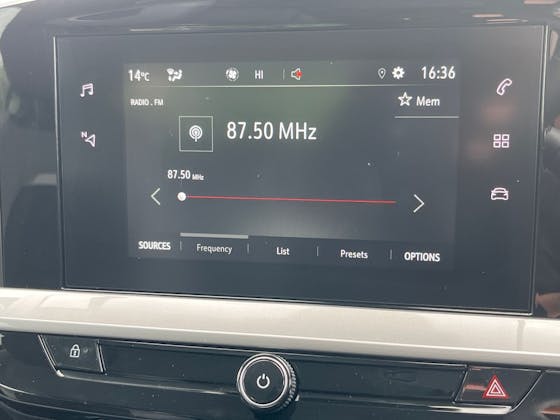 14°C HI 16:36
RADIO . FM
Mem
87.50 MHz
N
87.50 MHz
SOURCES Frequency List Presets OPTIONS